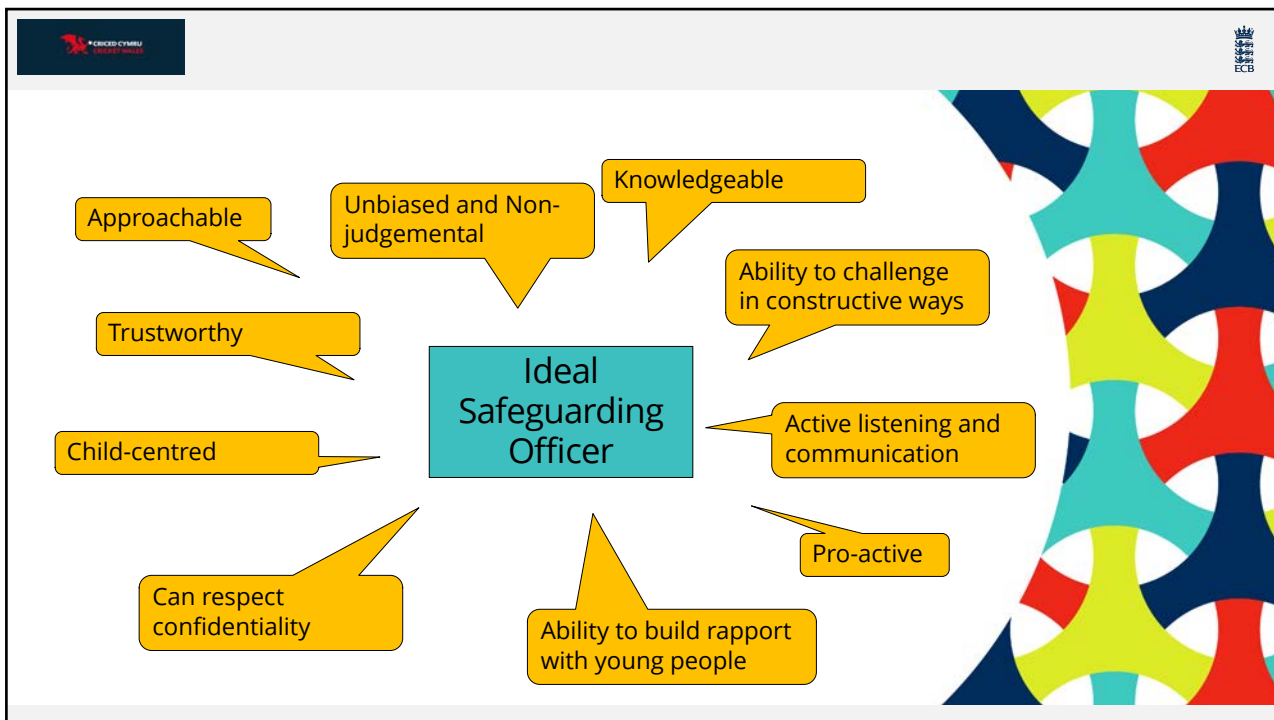 CRICED CYMRU
CRICKET WALES
ECB
Knowledgeable
Unbiased and Non-
judgemental
Approachable
Ability to challenge
in constructive ways
Trustworthy
Ideal
Safeguarding
Officer
Active listening and
communication
Child-centred
Pro-active
Can respect
confidentiality
Ability to build rapport
with young people